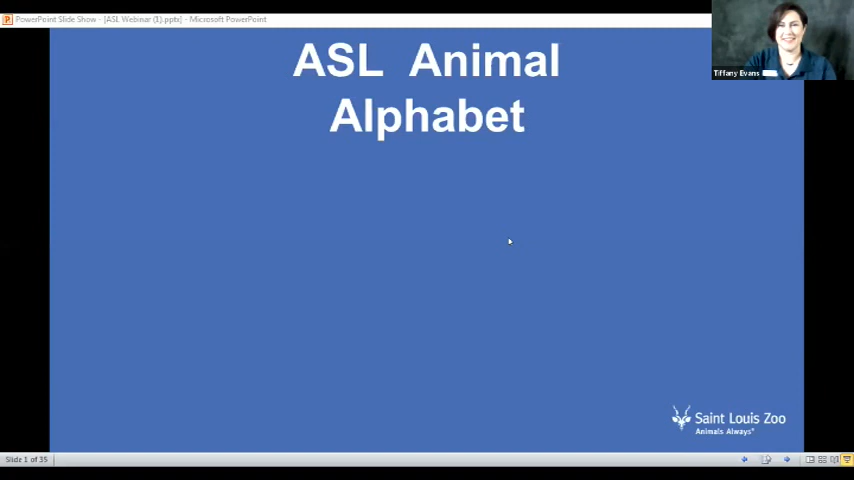 PowerPoint Slide Show - [ASL Webinar (1).pptx] - Microsoft PowerPoint
Tiffany Evans
ASL Animal
Alphabet
Saint Louis Zoo
Animals Always®
Slide 1 of 35